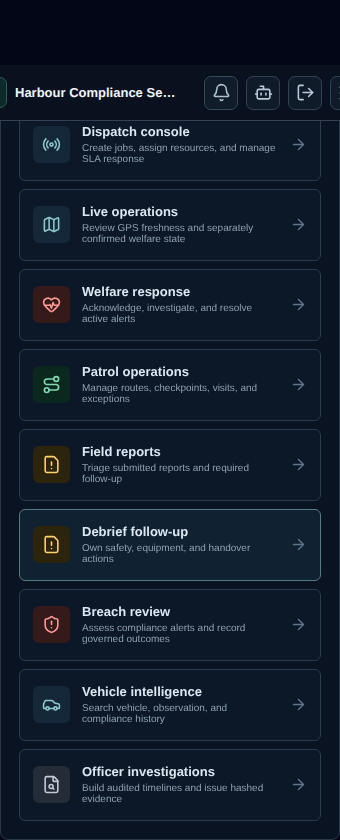 Harbour Compliance Se...
Dispatch console
Create jobs, assign resources, and manage
SLA response
Live operations
Review GPS freshness and separately
confirmed welfare state
Welfare response
Acknowledge, investigate, and resolve
active alerts
Patrol operations
Manage routes, checkpoints, visits, and
exceptions
Field reports
Triage submitted reports and required
follow-up
Debrief follow-up
Own safety, equipment, and handover
actions
Breach review
Assess compliance alerts and record
governed outcomes
Vehicle intelligence
Search vehicle, observation, and
compliance history
Officer investigations
Build audited timelines and issue hashed
evidence